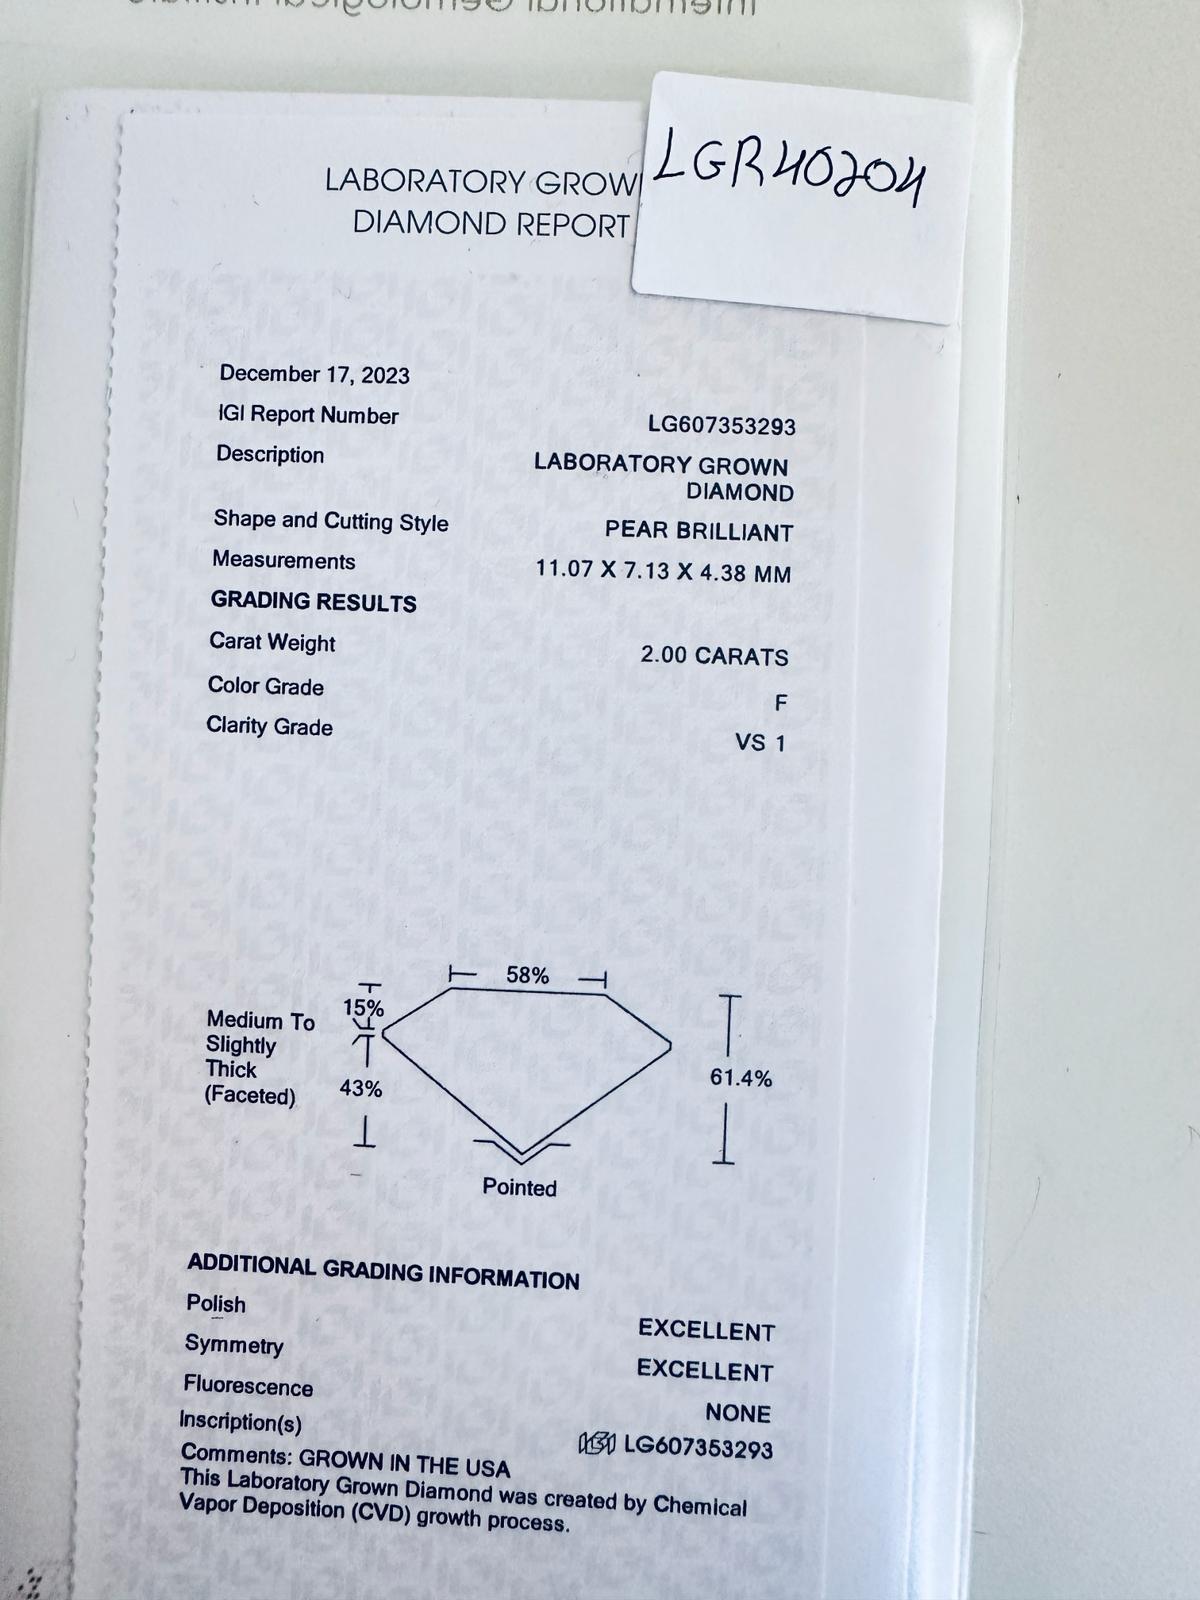 International Gemological Institute
LGR40204
LABORATORY GROW
DIAMOND REPORT
December 17, 2023
IGI Report Number LG607353293
Description LABORATORY GROWN
DIAMOND
Shape and Cutting Style PEAR BRILLIANT
Measurements 11.07 X 7.13 X 4.38 MM
GRADING RESULTS
Carat Weight 2.00 CARATS
Color Grade F
Clarity Grade VS 1
58%
15%
Medium To
Slightly
Thick
(Faceted)
43%
61.4%
Pointed
ADDITIONAL GRADING INFORMATION
Polish EXCELLENT
Symmetry EXCELLENT
Fluorescence NONE
Inscription(s) IGI LG607353293
Comments: GROWN IN THE USA
This Laboratory Grown Diamond was created by Chemical
Vapor Deposition (CVD) growth process.